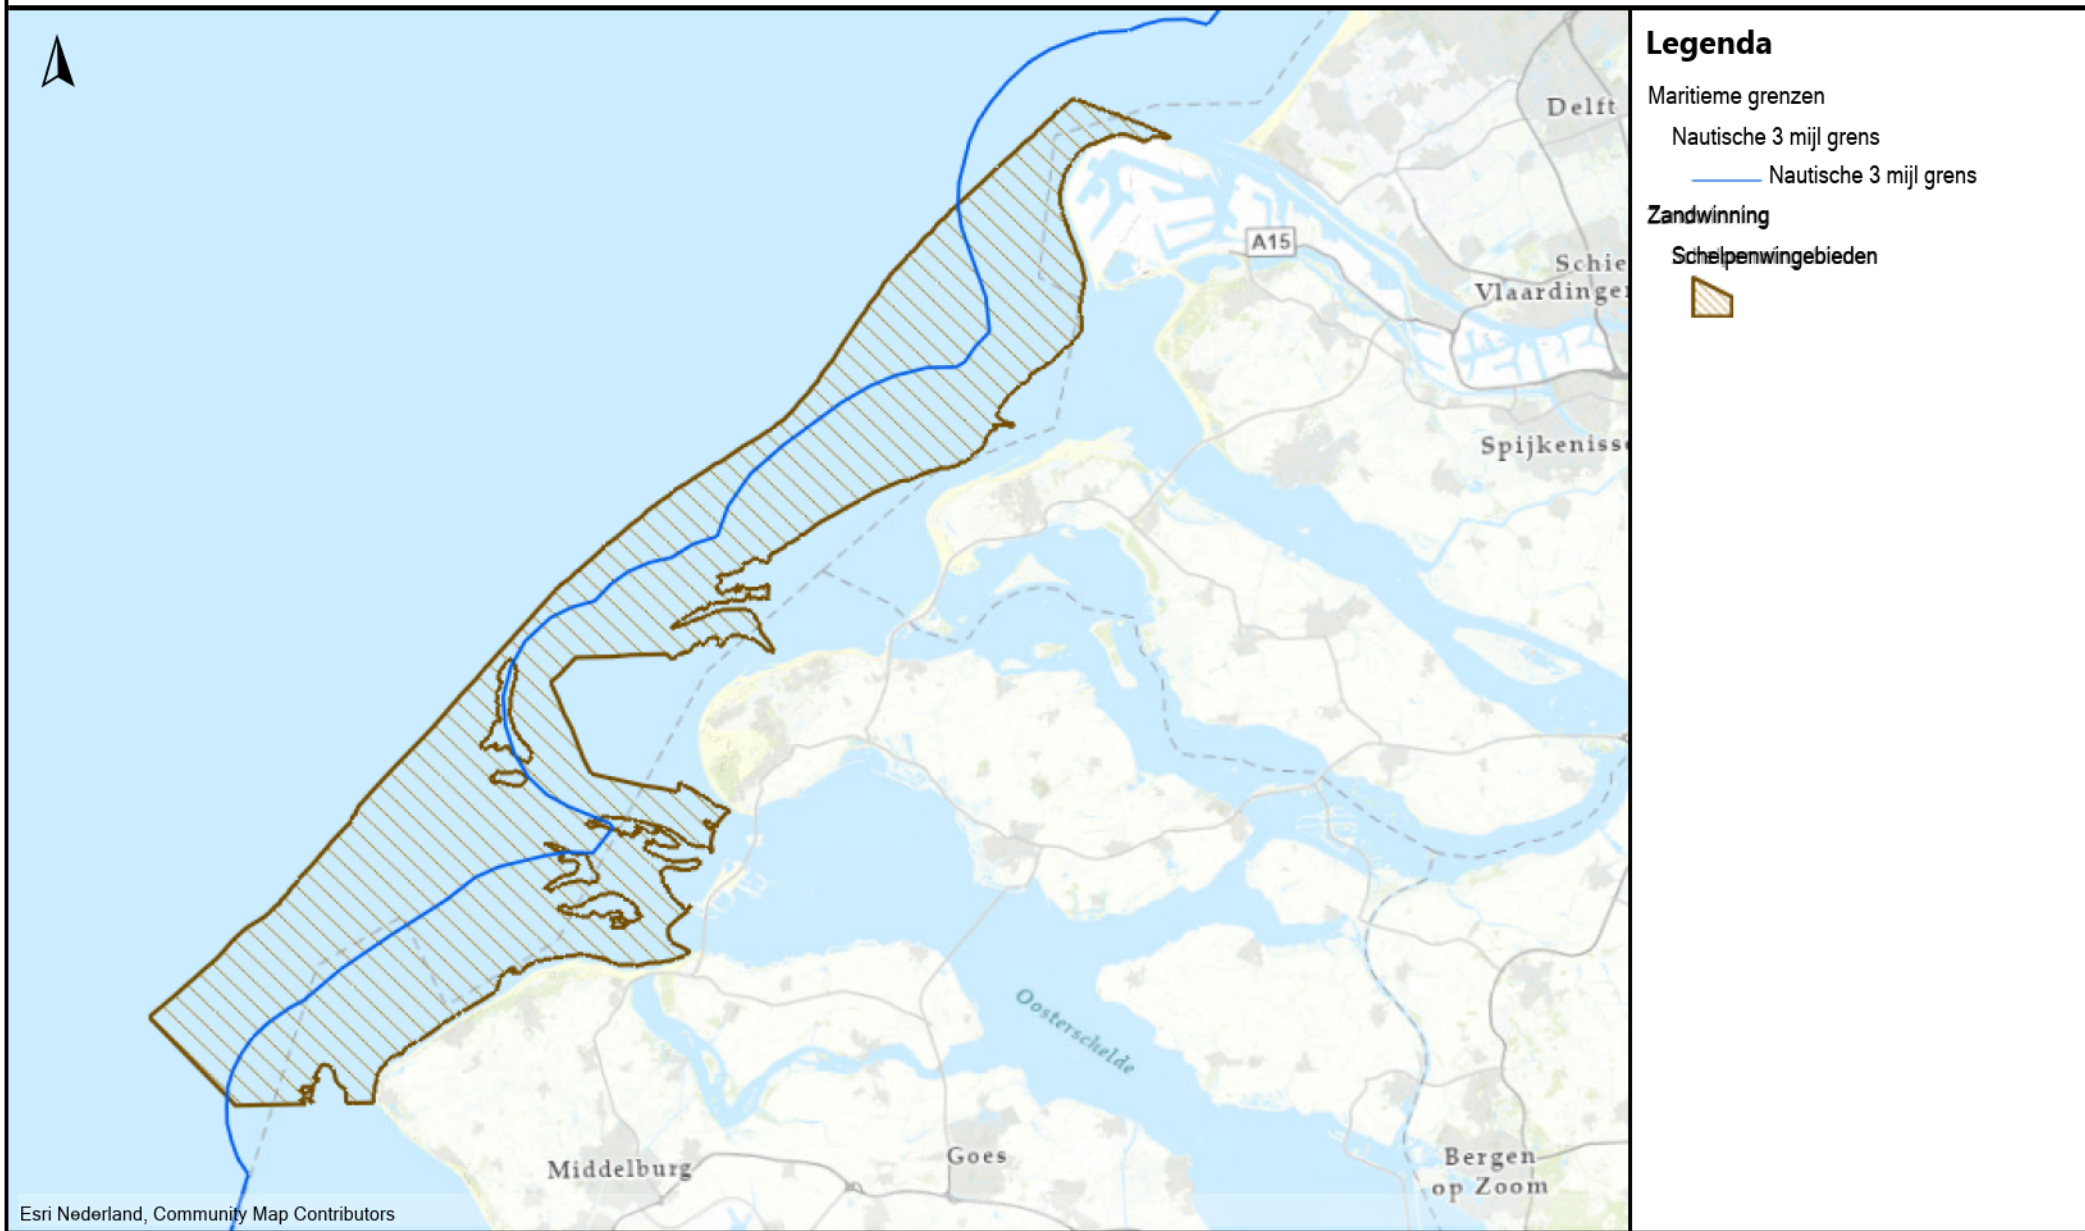 Legenda
Maritieme grenzen
Nautische 3 mijl grens
Nautische 3 mijl grens
Zandwinning
Schelpenwingebieden
Delft
A15
Schie
Vlaardinge
Spijkeniss
Oosterschelde
Middelburg
Goes
Bergen
op Zoom
Esri Nederland, Community Map Contributors